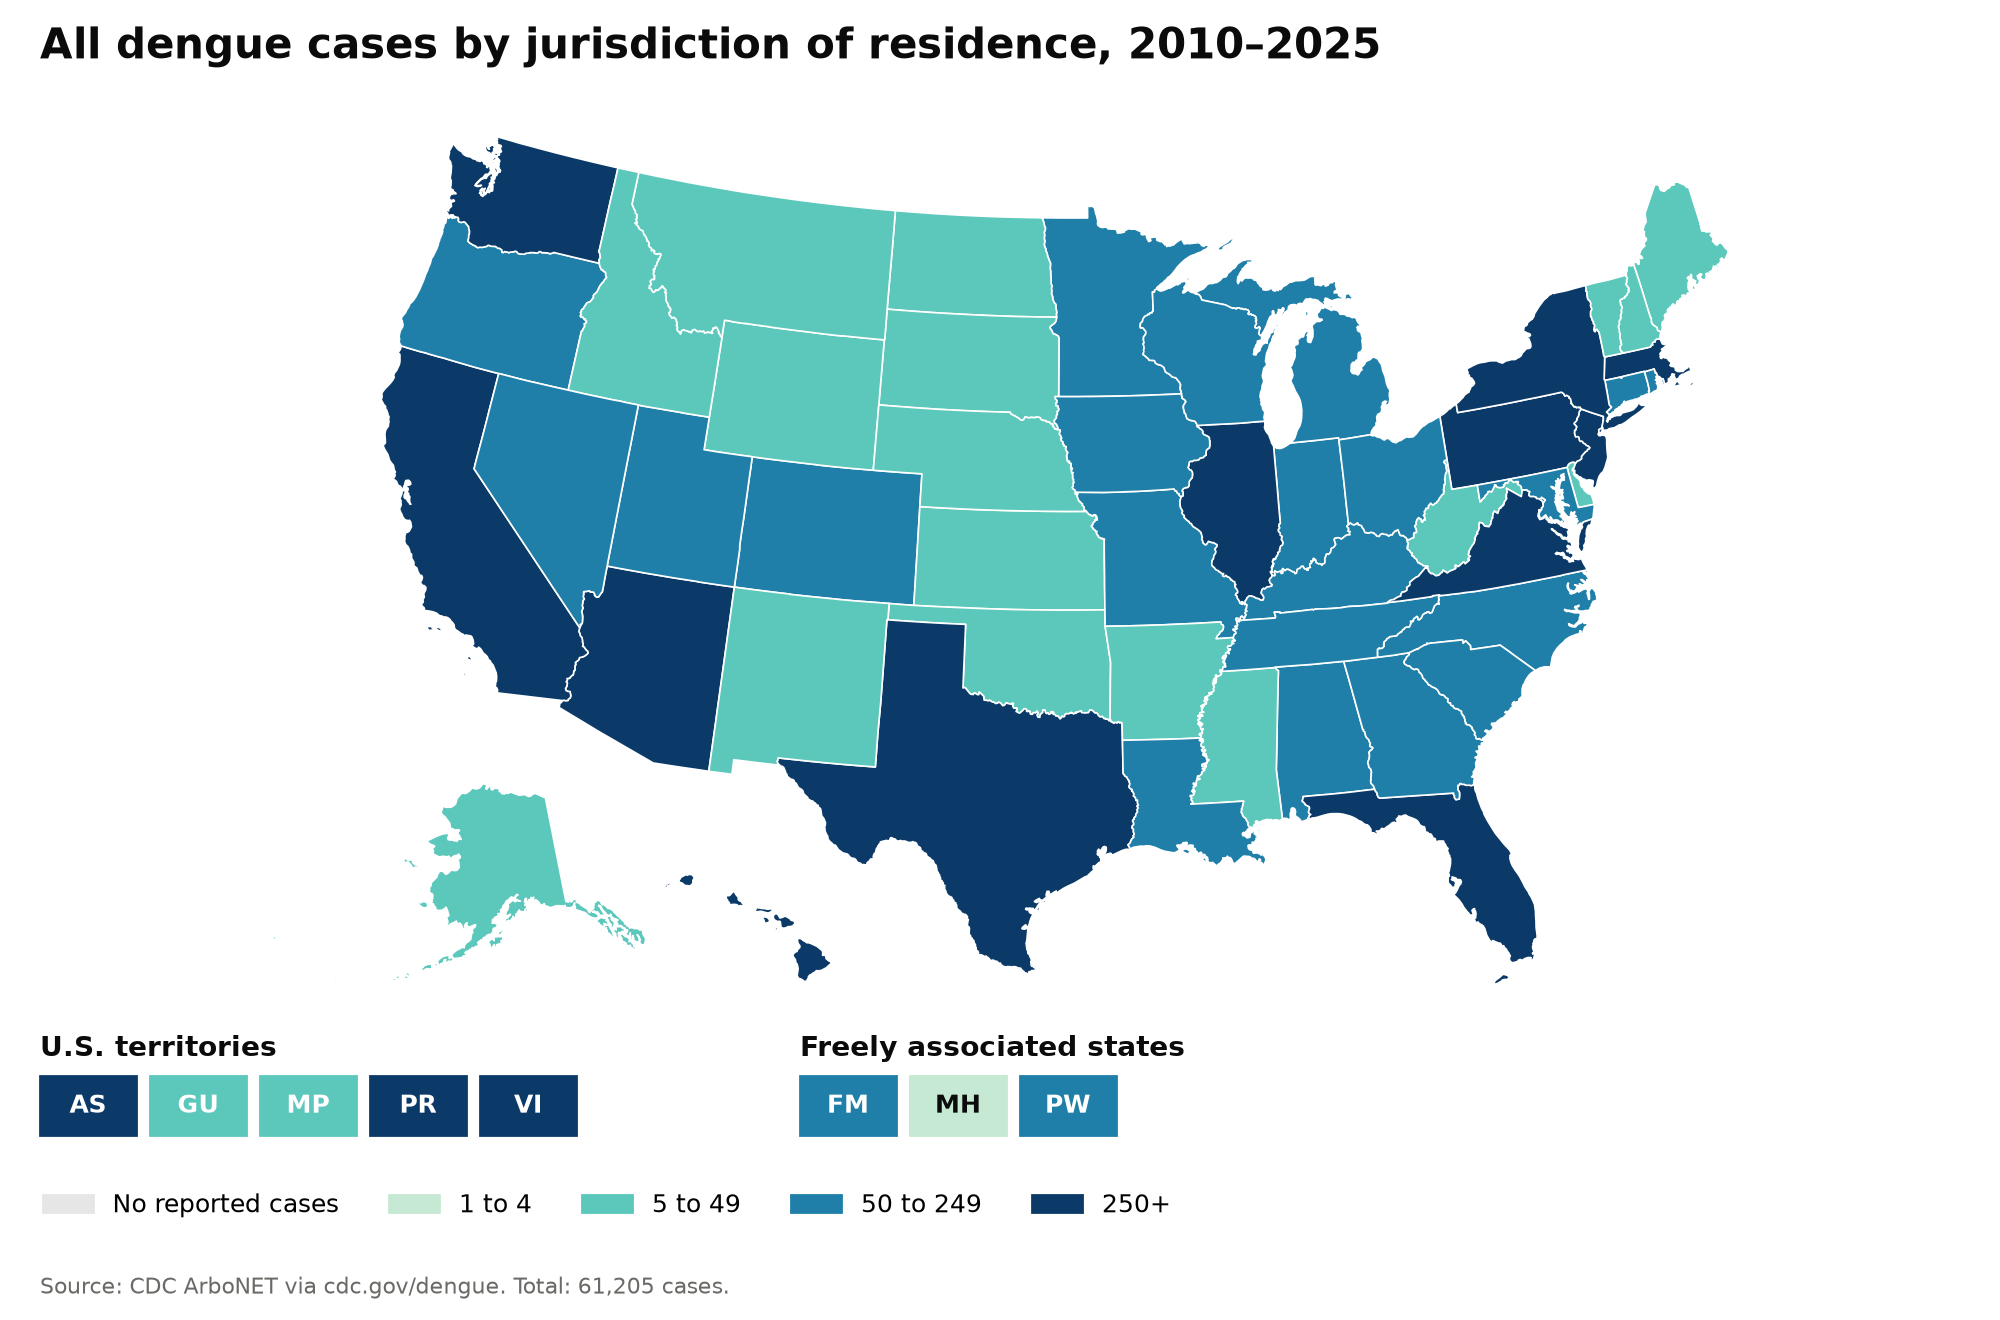 All dengue cases by jurisdiction of residence, 2010–2025
U.S. territories
Freely associated states
AS GU MP PR VI
FM MH PW
No reported cases 1 to 4 5 to 49 50 to 249 250+
Source: CDC ArboNET via cdc.gov/dengue. Total: 61,205 cases.